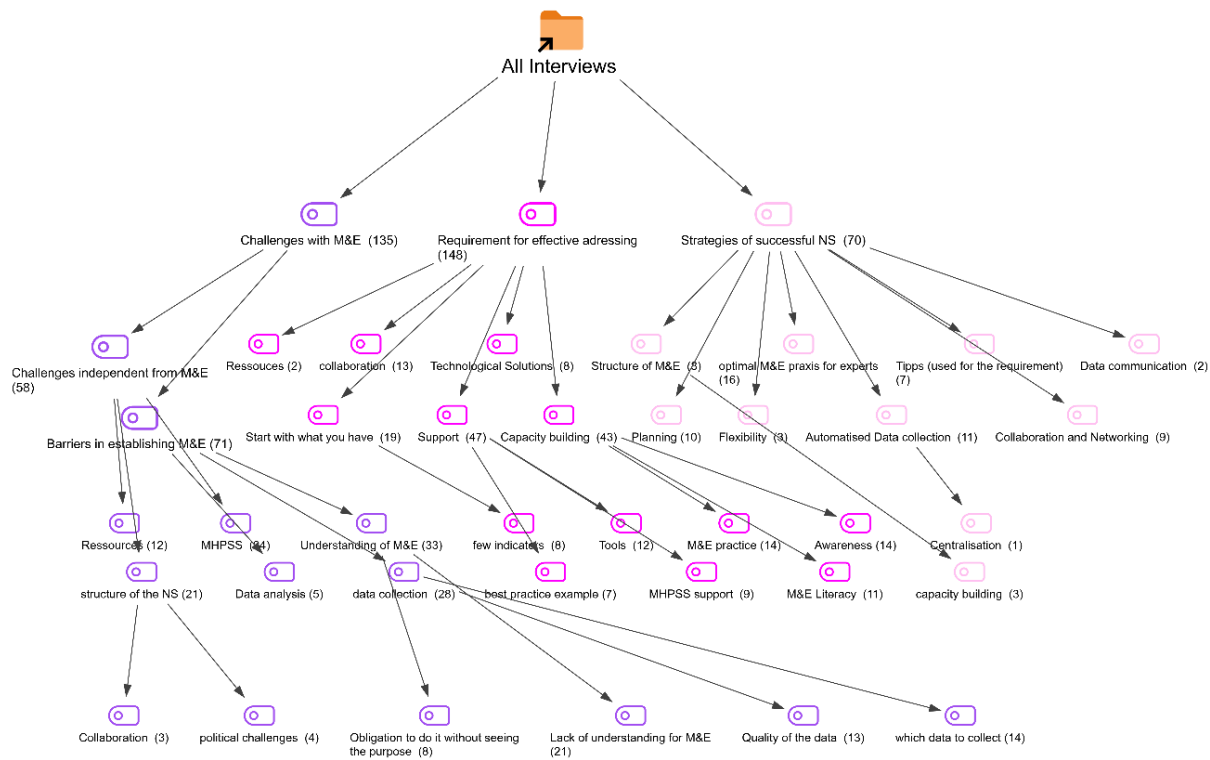 All Interviews
Challenges with M&E (135)
Requirement for effective adressing
(148)
Strategies of successful NS (70)
Challenges independent from M&E
(58)
Ressouces (2)
collaboration (13)
Technological Solutions (8)
Structure of M&E (3)
optimal M&E praxis for experts
(16)
Tipps (used for the requirement)
(7)
Data communication (2)
Barriers in establishing M&E (71)
Start with what you have (19)
Support (47)
Capacity building (43)
Planning (10)
Flexibility (3)
Automatised Data collection (11)
Collaboration and Networking (9)
Ressources (12)
MHPSS
Understanding of M&E (33)
few indicators (8)
Tools (12)
M&E practice (14)
Awareness (14)
Centralisation (1)
structure of the NS (21)
Data analysis (5)
data collection (28)
best practice example (7)
MHPSS support (9)
M&E Literacy (11)
capacity building (3)
Collaboration (3)
political challenges (4)
Obligation to do it without seeing
the purpose (8)
Lack of understanding for M&E
(21)
Quality of the data (13)
which data to collect (14)